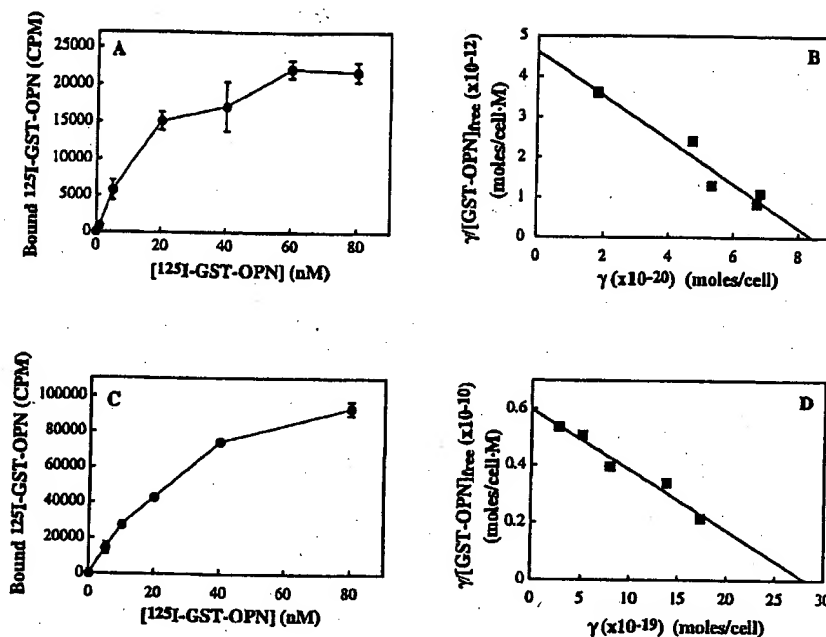 A
Bound 125I-GST-OPN (CPM)
25000
20000
15000
10000
5000
0
0 20 40 60 80
[125I-GST-OPN] (nM)
B
γ/[GST-OPN]free (x10-12)
(moles/cell·M)
5
4
3
2
1
0
0 2 4 6 8
γ (x10-20) (moles/cell)
C
Bound 125I-GST-OPN (CPM)
100000
80000
60000
40000
20000
0
0 20 40 60 80
[125I-GST-OPN] (nM)
D
γ/[GST-OPN]free (x10-10)
(moles/cell·M)
0.6
0.4
0.2
0
0 5 10 15 20 25 30
γ (x10-19) (moles/cell)